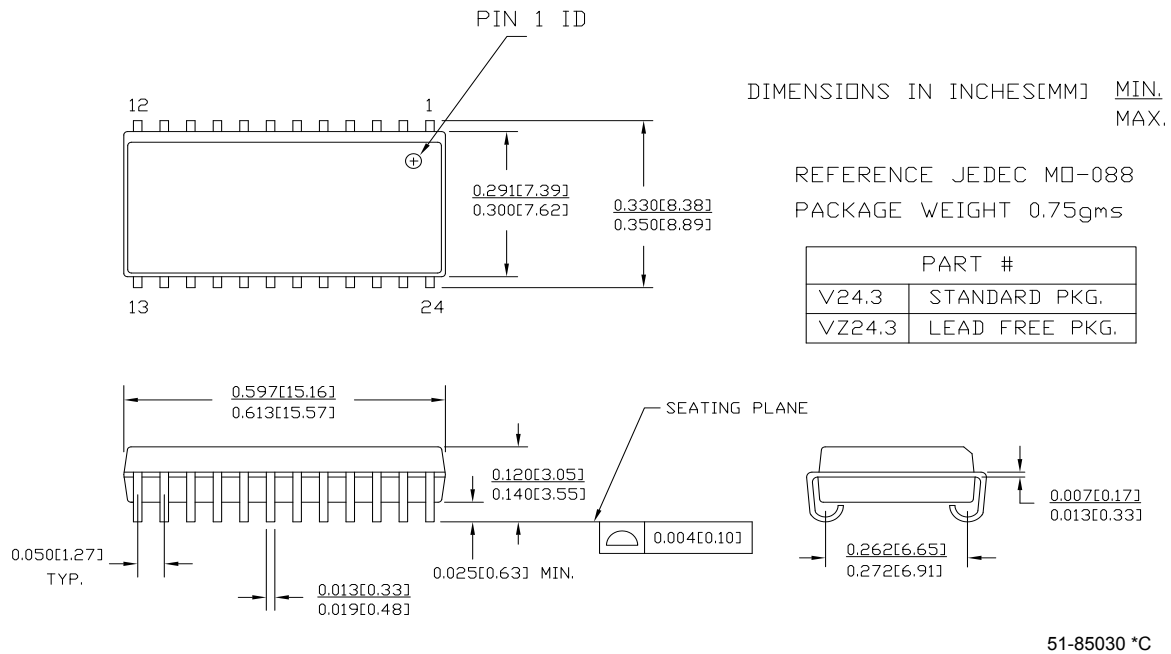 PIN 1 ID
DIMENSIONS IN INCHES[MM] MIN.
MAX.
REFERENCE JEDEC MO-088
PACKAGE WEIGHT 0.75gms
PART #
V24.3 STANDARD PKG.
VZ24.3 LEAD FREE PKG.
12 1
0.291[7.39]
0.300[7.62]
0.330[8.38]
0.350[8.89]
13 24
0.597[15.16]
0.613[15.57]
SEATING PLANE
0.120[3.05]
0.140[3.55]
0.004[0.10]
0.007[0.17]
0.013[0.33]
0.050[1.27]
TYP.
0.025[0.63] MIN.
0.013[0.33]
0.019[0.48]
0.262[6.65]
0.272[6.91]
51-85030 *C